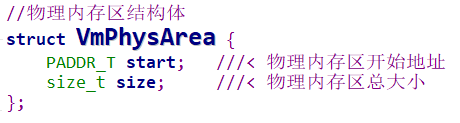 //物理内存区结构体
struct VmPhysArea {
    PADDR_T start;   ///< 物理内存区开始地址
    size_t size;     ///< 物理内存区总大小
};